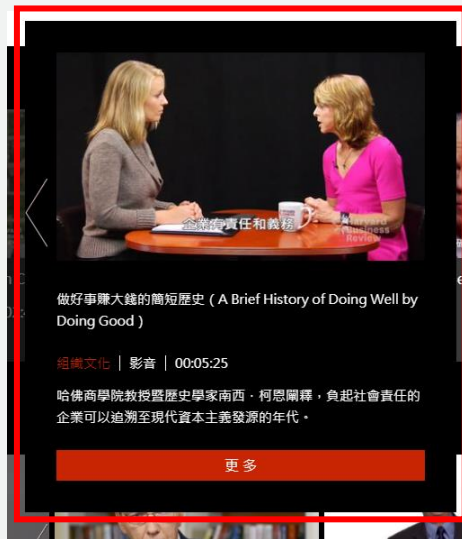 企業有責任和義務
Harvard
Business
Review
做好事賺大錢的簡短歷史 ( A Brief History of Doing Well by
Doing Good )
組織文化 | 影音 | 00:05:25
哈佛商學院教授暨歷史學家南西·柯恩闡釋，負起社會責任的
企業可以追溯至現代資本主義發源的年代。
更多